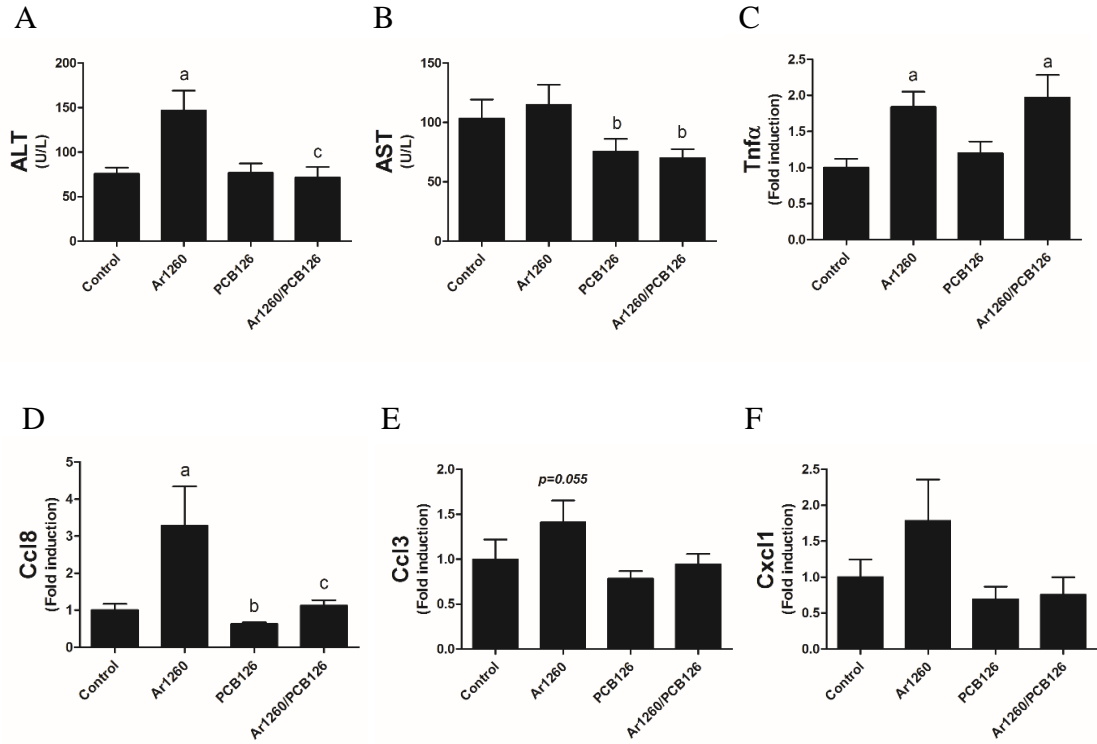 A
ALT
(U/L)
200
150
100
50
0
a
c
Control
Ar1260
PCB126
Ar1260/PCB126
B
AST
(U/L)
150
100
50
0
b
b
Control
Ar1260
PCB126
Ar1260/PCB126
C
Tnfα
(Fold induction)
2.5
2.0
1.5
1.0
0.5
0.0
a
a
Control
Ar1260
PCB126
Ar1260/PCB126
D
Ccl8
(Fold induction)
5
4
3
2
1
0
a
b
c
Control
Ar1260
PCB126
Ar1260/PCB126
E
Ccl3
(Fold induction)
2.0
1.5
1.0
0.5
0.0
p=0.055
Control
Ar1260
PCB126
Ar1260/PCB126
F
Cxcl1
(Fold induction)
2.5
2.0
1.5
1.0
0.5
0.0
Control
Ar1260
PCB126
Ar1260/PCB126